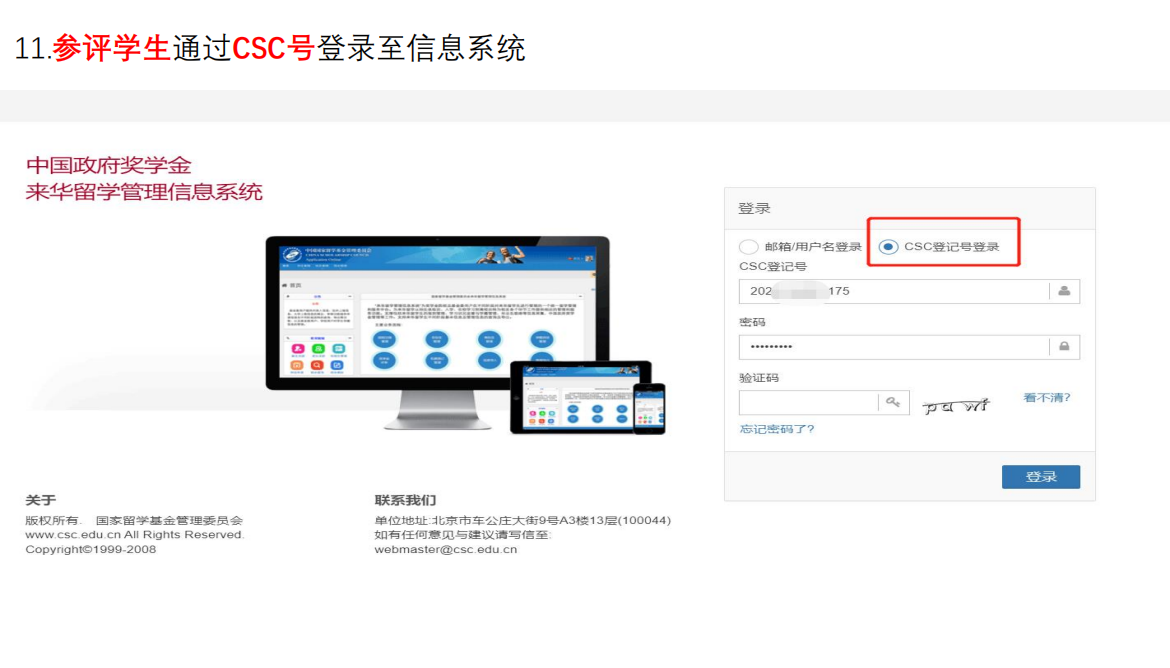 11.参评学生通过CSC号登录至信息系统
中国政府奖学金
来华留学管理信息系统
登录
邮箱/用户名登录
CSC登记号登录
CSC登记号
202 175
密码
•••••••••
验证码
看不清?
忘记密码了?
登录
关于
版权所有. 国家留学基金管理委员会
www.csc.edu.cn All Rights Reserved.
Copyright©1999-2008
联系我们
单位地址:北京市车公庄大街9号A3楼13层(100044)
如有任何意见与建议请写信至:
webmaster@csc.edu.cn